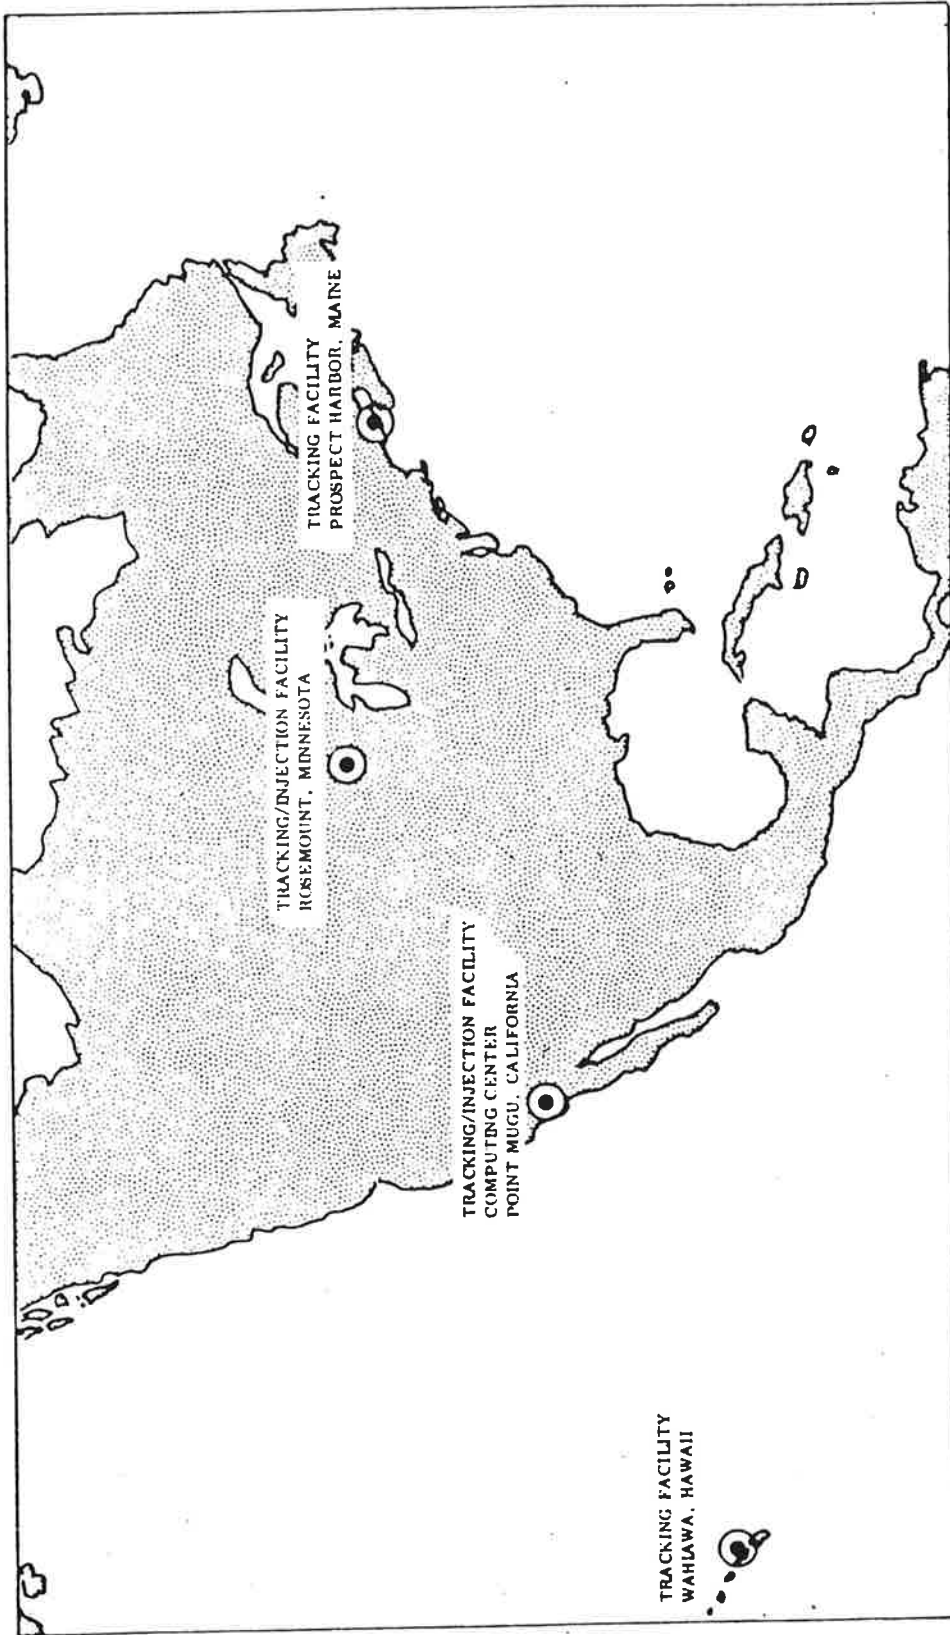 TRACKING FACILITY
PROSPECT HARBOR, MAINE
TRACKING/INJECTION FACILITY
ROSEMOUNT, MINNESOTA
TRACKING/INJECTION FACILITY
COMPUTING CENTER
POINT MUGU, CALIFORNIA
TRACKING FACILITY
WAHIAWA, HAWAII